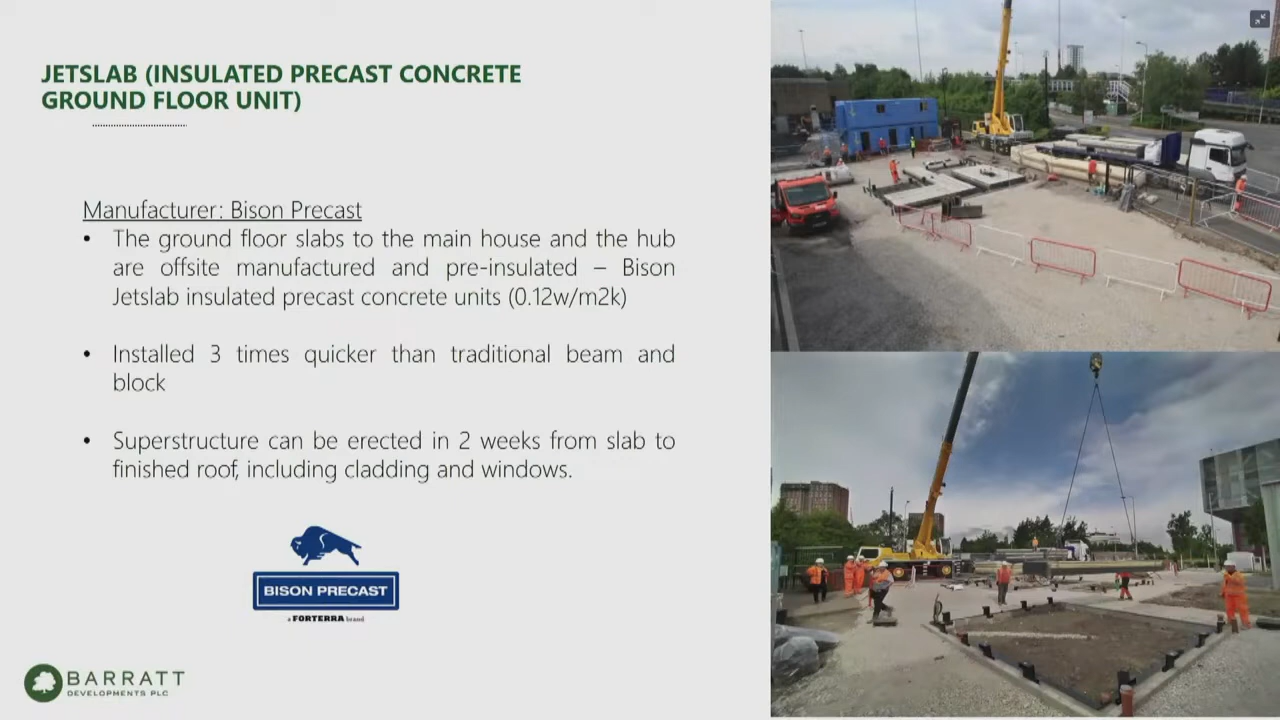 JETSLAB (INSULATED PRECAST CONCRETE
GROUND FLOOR UNIT)
Manufacturer: Bison Precast
• The ground floor slabs to the main house and the hub
are offsite manufactured and pre-insulated – Bison
Jetslab insulated precast concrete units (0.12w/m2k)
• Installed 3 times quicker than traditional beam and
block
• Superstructure can be erected in 2 weeks from slab to
finished roof, including cladding and windows.
BISON PRECAST
a FORTERRA brand
BARRATT
DEVELOPMENTS PLC